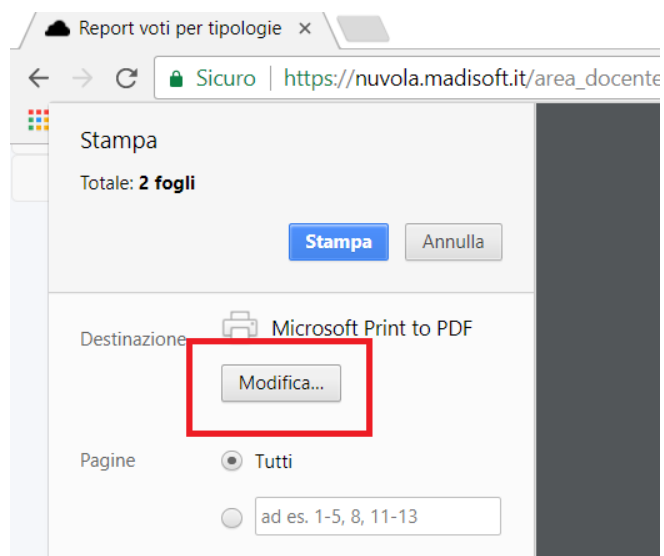 Report voti per tipologie
Sicuro https://nuvola.madisoft.it/area_docente
Stampa
Totale: 2 fogli
Stampa Annulla
Destinazione Microsoft Print to PDF
Modifica...
Pagine Tutti
ad es. 1-5, 8, 11-13